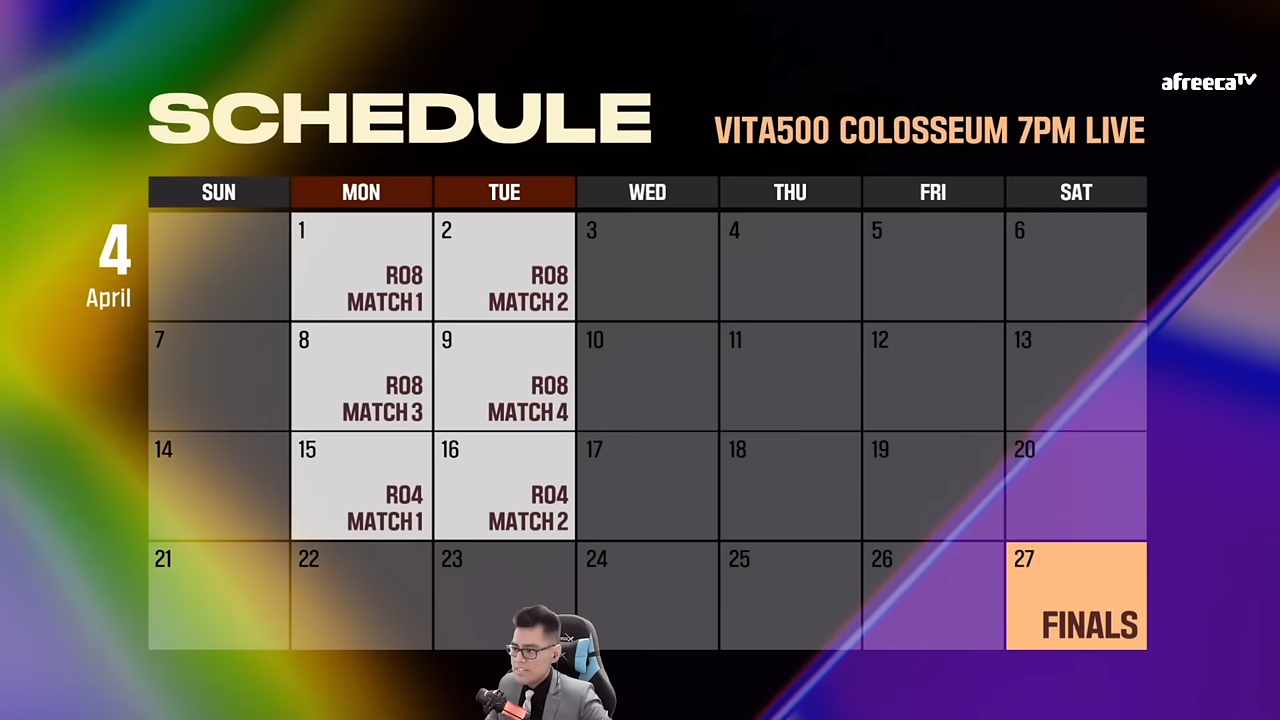 afreecaTV
SCHEDULE
VITA500 COLOSSEUM 7PM LIVE
SUN MON TUE WED THU FRI SAT
4
April
1 2 3 4 5 6
RO8 RO8
MATCH 1 MATCH 2
7 8 9 10 11 12 13
RO8 RO8
MATCH 3 MATCH 4
14 15 16 17 18 19 20
RO4 RO4
MATCH 1 MATCH 2
21 22 23 24 25 26 27
FINALS